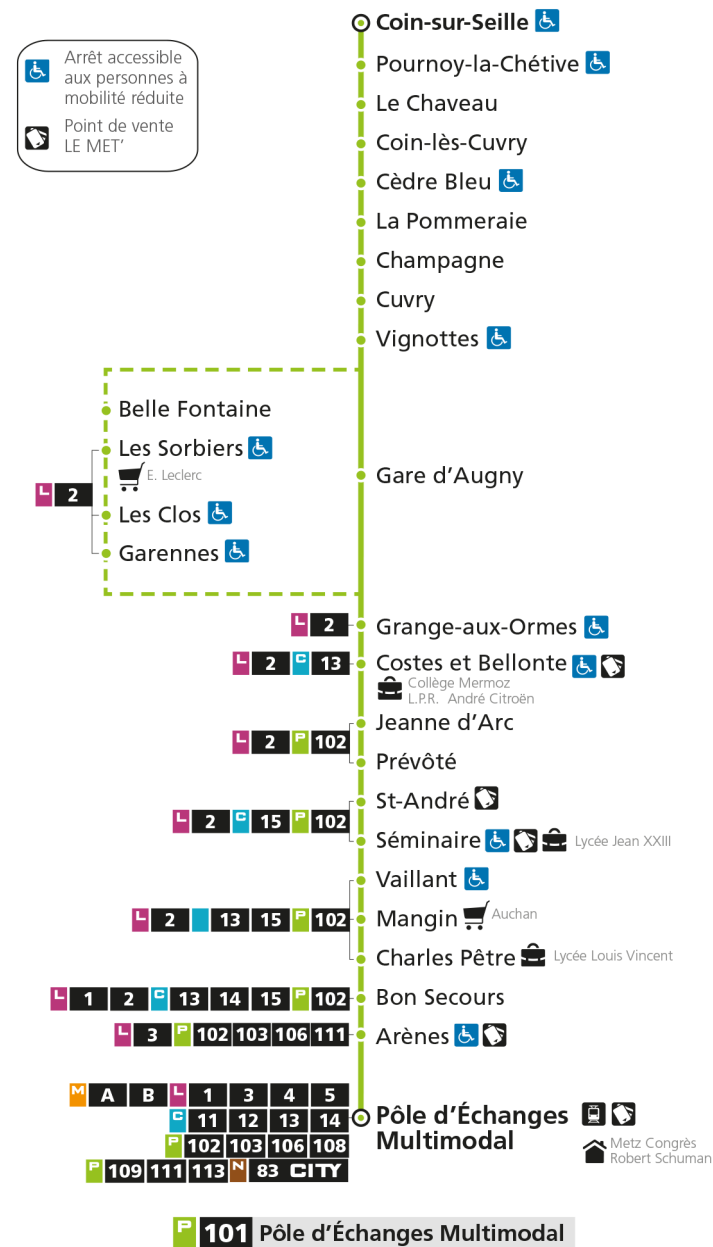 Coin-sur-Seille
Arrêt accessible
aux personnes à
mobilité réduite
Point de vente
LE MET'
Pournoy-la-Chétive
Le Chaveau
Coin-lès-Cuvry
Cèdre Bleu
La Pommeraie
Champagne
Cuvry
Vignottes
Belle Fontaine
Les Sorbiers
E. Leclerc
L 2
Les Clos
Garennes
Gare d'Augny
L 2 Grange-aux-Ormes
L 2 C 13 Costes et Bellonte
Collège Mermoz
L.P.R. André Citroën
Jeanne d'Arc
L 2 P 102
Prévôté
St-André
L 2 C 15 P 102
Séminaire Lycée Jean XXIII
Vaillant
L 2 13 15 P 102 Mangin Auchan
Charles Pêtre Lycée Louis Vincent
L 1 2 C 13 14 15 P 102 Bon Secours
L 3 P 102 103 106 111 Arènes
M A B L 1 3 4 5
C 11 12 13 14
P 102 103 106 108
P 109 111 113 N 83 CITY
Pôle d'Échanges
Multimodal
Metz Congrès
Robert Schuman
P 101 Pôle d'Échanges Multimodal